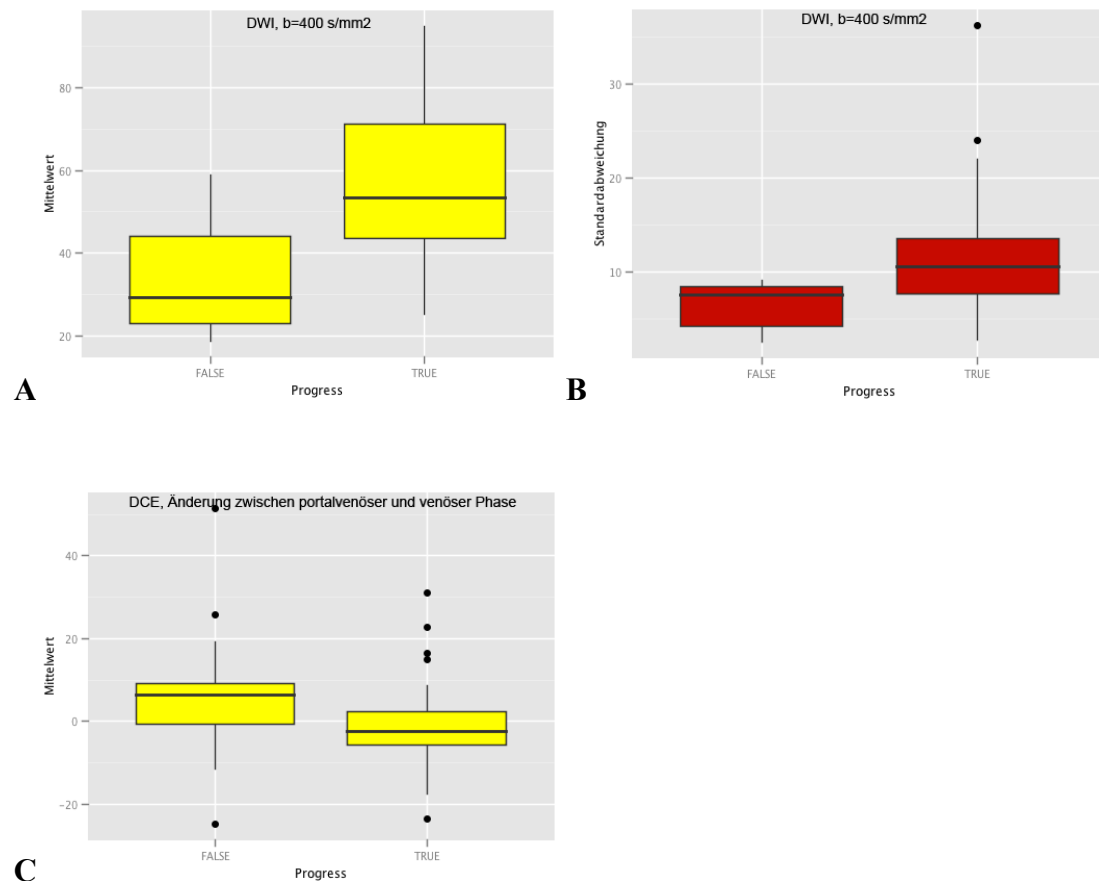 DWI, b=400 s/mm2
80
60
40
20
Mittelwert
FALSE
TRUE
Progress
A
DWI, b=400 s/mm2
30
20
10
Standardabweichung
FALSE
TRUE
Progress
B
DCE, Änderung zwischen portalvenöser und venöser Phase
40
20
0
−20
Mittelwert
FALSE
TRUE
Progress
C